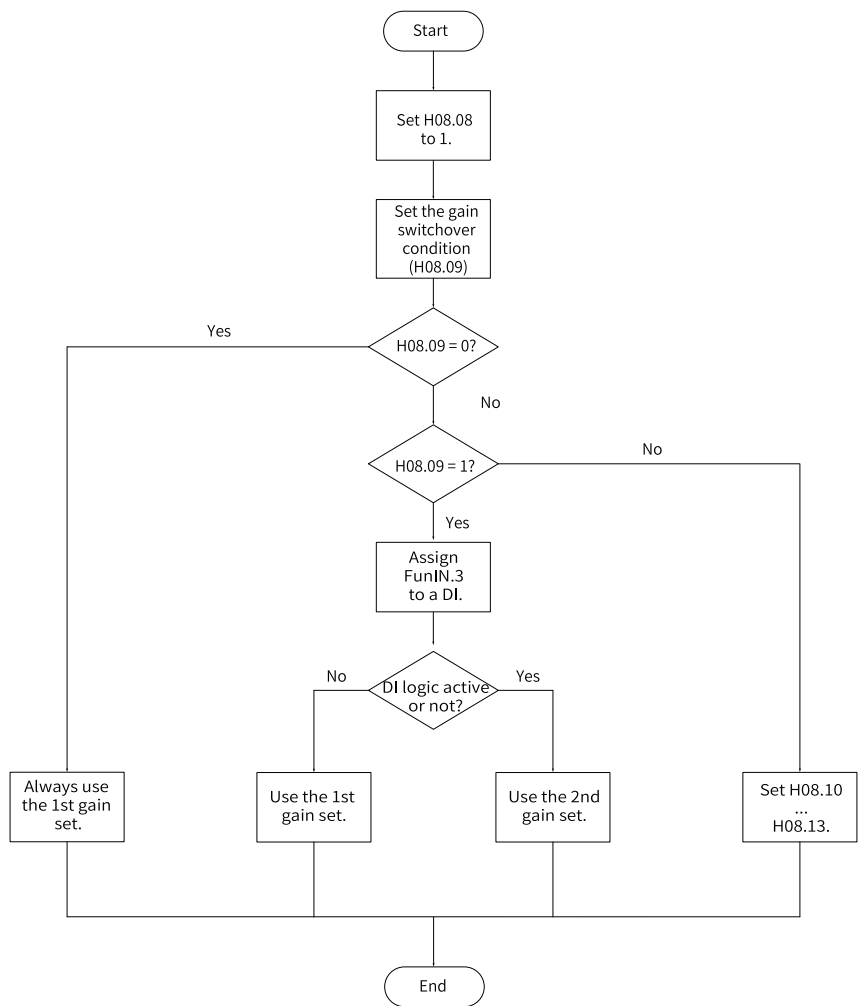 Start
Set H08.08
to 1.
Set the gain
switchover
condition
(H08.09)
Yes
H08.09 = 0?
No
H08.09 = 1?
No
Yes
Assign
FunIN.3
to a DI.
No
DI logic active
or not?
Yes
Always use
the 1st gain
set.
Use the 1st
gain set.
Use the 2nd
gain set.
Set H08.10
...
H08.13.
End